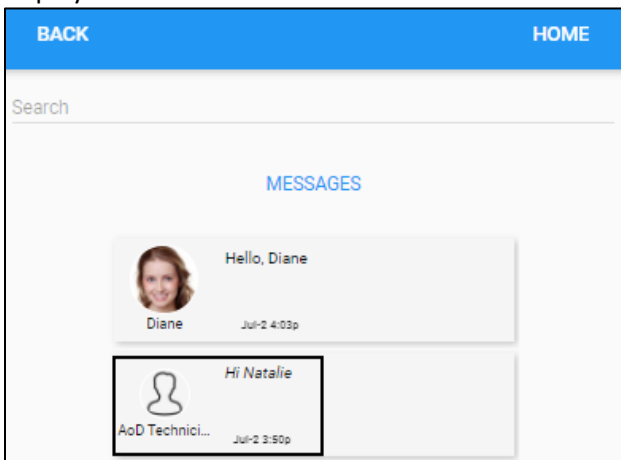 BACK HOME
Search
MESSAGES
Hello, Diane
Diane Jul-2 4:03p
Hi Natalie
AoD Technici... Jul-2 3:50p